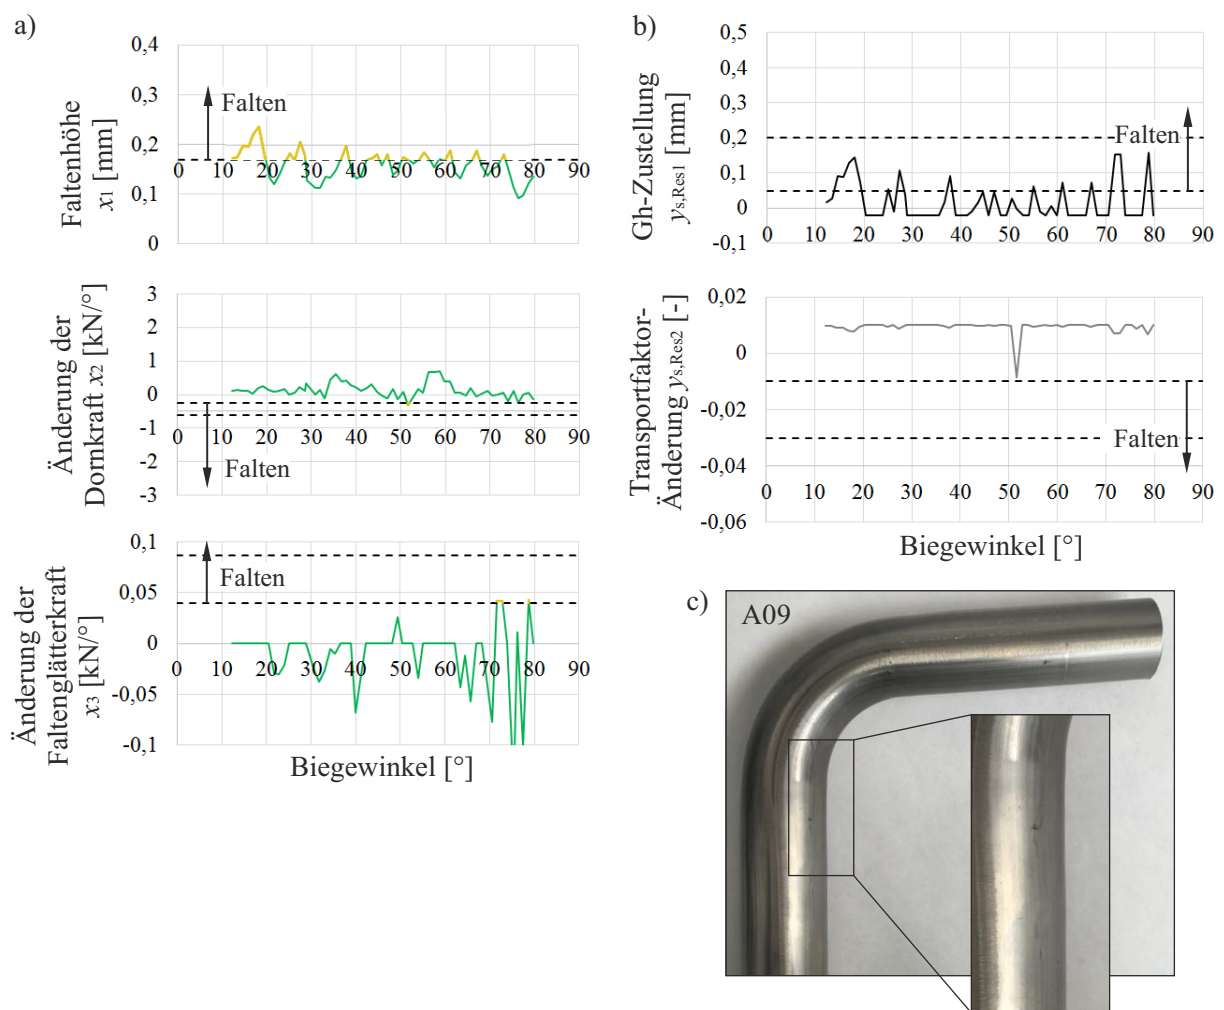 a)
Faltenhöhe
x1 [mm]
0,4
0,3
0,2
0,1
0
Falten
0 10 20 30 40 50 60 70 80 90
Änderung der
Dornkraft x2 [kN/°]
3
2
1
0
-1
-2
-3
0 10 20 30 40 50 60 70 80 90
Falten
Änderung der
Faltenglätterkraft
x3 [kN/°]
0,1
0,05
0
-0,05
-0,1
Falten
0 10 20 30 40 50 60 70 80 90
Biegewinkel [°]
b)
Gh-Zustellung
ys,Res1 [mm]
0,5
0,4
0,3
0,2
0,1
0
-0,1
Falten
0 10 20 30 40 50 60 70 80 90
Transportfaktor-
Änderung ys,Res2 [-]
0,02
0
-0,02
-0,04
-0,06
Falten
0 10 20 30 40 50 60 70 80 90
Biegewinkel [°]
c)
A09